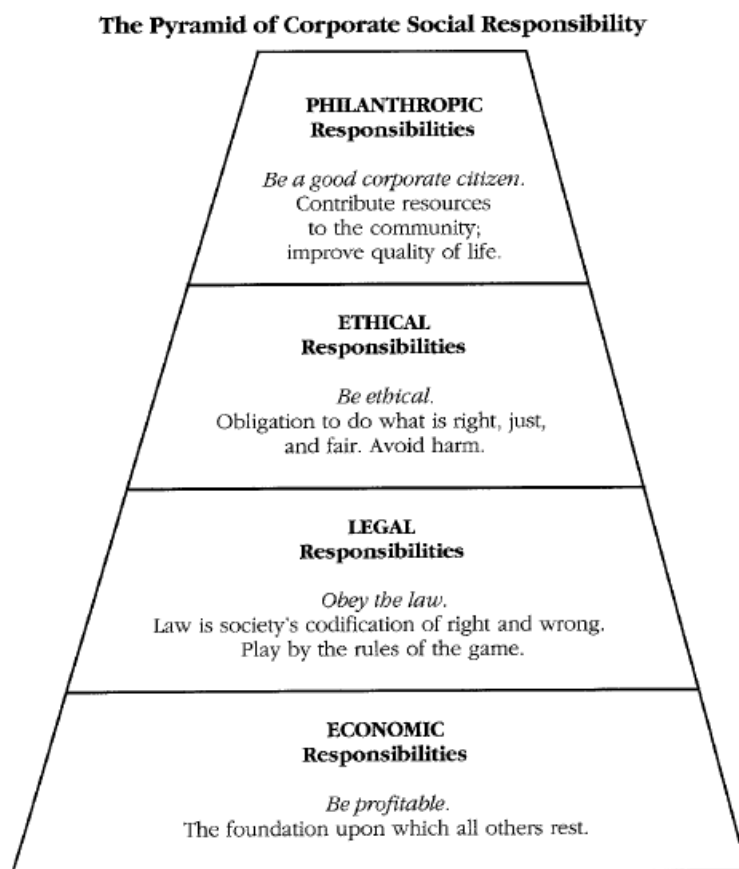 The Pyramid of Corporate Social Responsibility
PHILANTHROPIC
Responsibilities
Be a good corporate citizen.
Contribute resources
to the community;
improve quality of life.
ETHICAL
Responsibilities
Be ethical.
Obligation to do what is right, just,
and fair. Avoid harm.
LEGAL
Responsibilities
Obey the law.
Law is society's codification of right and wrong.
Play by the rules of the game.
ECONOMIC
Responsibilities
Be profitable.
The foundation upon which all others rest.